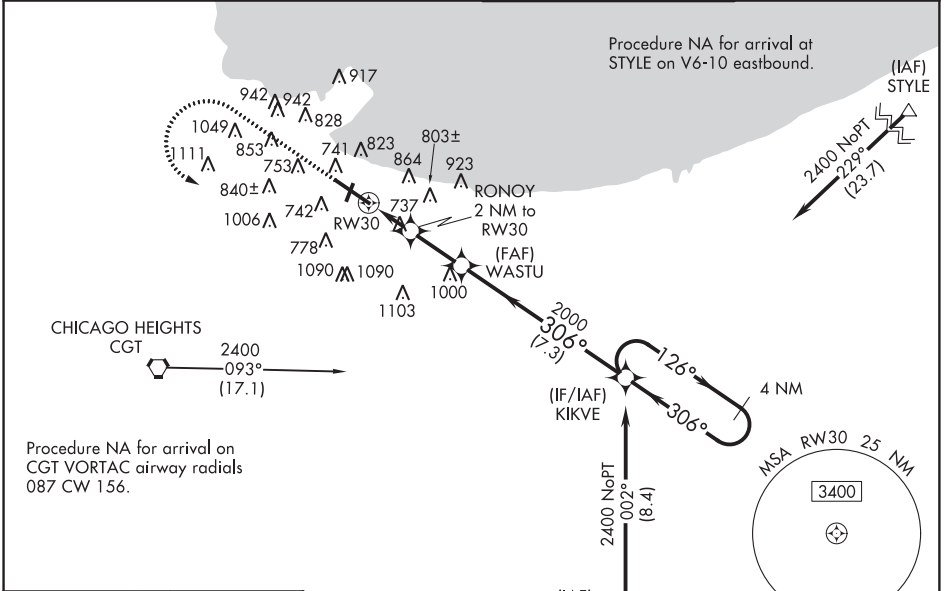 Procedure NA for arrival at
STYLE on V6-10 eastbound.
(IAF)
STYLE
2400 NoPT
229°
(23.7)
917
942
942
828
1049
853
741
823
803±
1111
753
864
923
840±
742
RW30
737
RONOY
2 NM to
RW30
1006
778
(FAF)
WASTU
1090
1090
1000
1103
CHICAGO HEIGHTS
CGT
2400
093°
(17.1)
2000
306°
(7.3)
(IF/IAF)
KIKVE
126°
306°
4 NM
Procedure NA for arrival on
CGT VORTAC airway radials
087 CW 156.
2400 NoPT
002°
(8.4)
MSA RW30 25 NM
3400